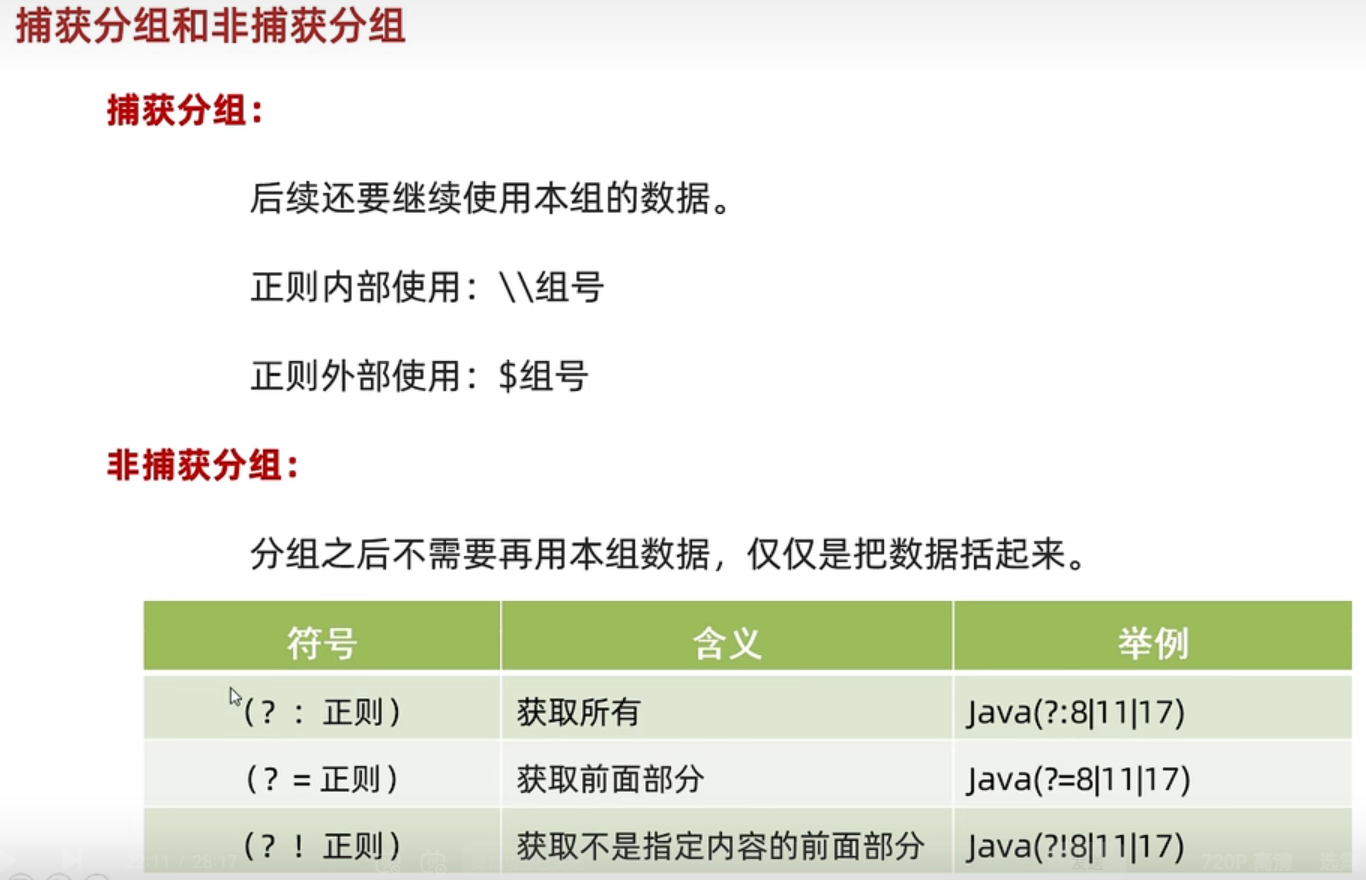 捕获分组和非捕获分组
捕获分组：
后续还要继续使用本组的数据。
正则内部使用：\\组号
正则外部使用：$组号
非捕获分组：
分组之后不需要再用本组数据，仅仅是把数据括起来。
符号 含义 举例
（？：正则） 获取所有 Java(?:8|11|17)
（？=正则） 获取前面部分 Java(?=8|11|17)
（？！正则） 获取不是指定内容的前面部分 Java(?!8|11|17)
/ 28:17 发送 720P 高清